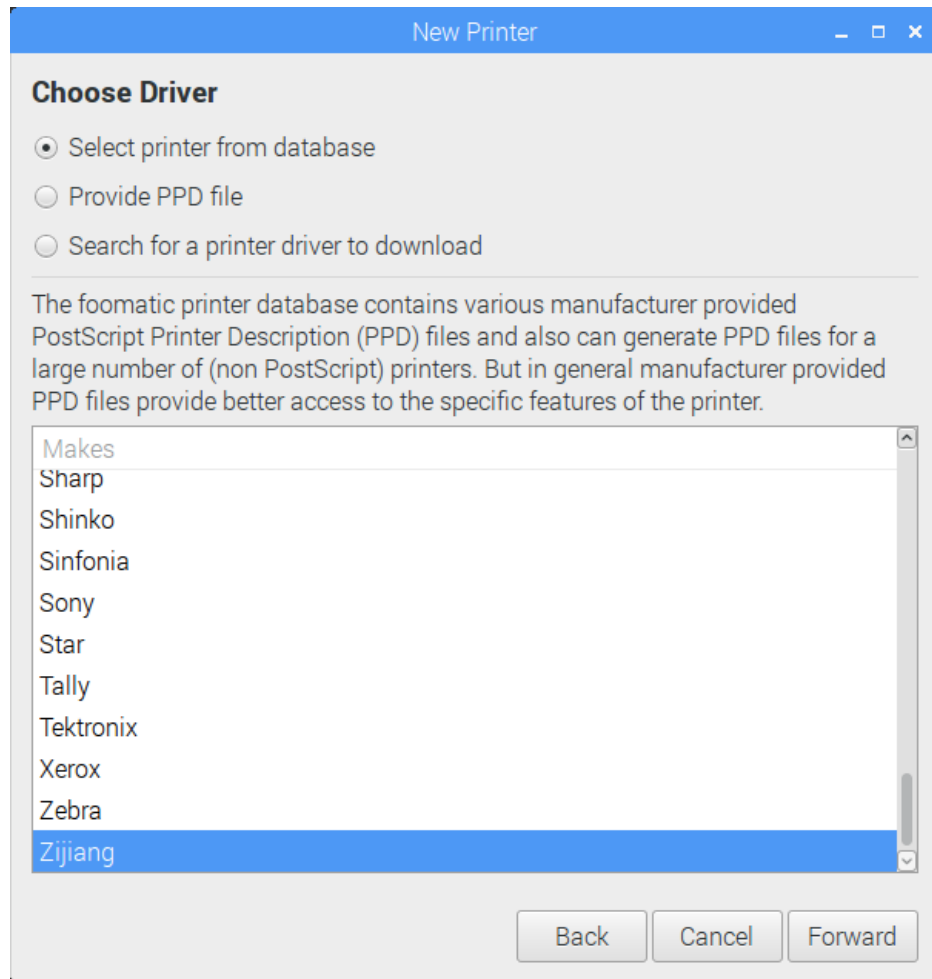 New Printer
Choose Driver
Select printer from database
Provide PPD file
Search for a printer driver to download
The foomatic printer database contains various manufacturer provided
PostScript Printer Description (PPD) files and also can generate PPD files for a
large number of (non PostScript) printers. But in general manufacturer provided
PPD files provide better access to the specific features of the printer.
Makes
Sharp
Shinko
Sinfonia
Sony
Star
Tally
Tektronix
Xerox
Zebra
Zijiang
Back Cancel Forward